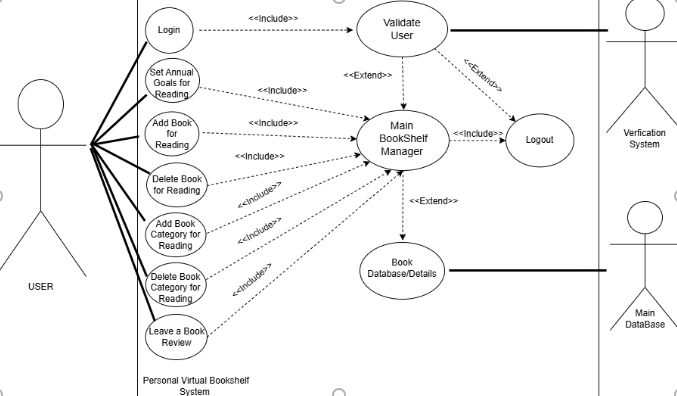 Login
<<Include>>
Validate
User
<<Extend>>
<<Extend>>
Set Annual
Goals for
Reading
<<Include>>
Add Book
for
Reading
<<Include>>
Main
BookShelf
Manager
<<Include>>
Logout
Verfication
System
Delete Book
for Reading
<<Include>>
Add Book
Category for
Reading
<<Include>>
<<Extend>>
Delete Book
Category for
Reading
<<Include>>
Book
Database/Details
Leave a Book
Review
<<Include>>
USER
Main
DataBase
Personal Virtual Bookshelf
System